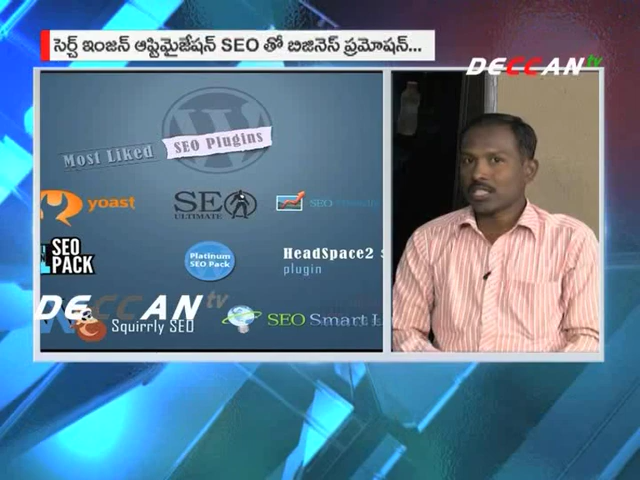 సెర్చ్ ఇంజన్ ఆప్టిమైజేషన్ SEO తో బిజినెస్ ప్రమోషన్...
DECCAN tv
Most Liked SEO Plugins
yoast
SEO
ULTIMATE
SEO
SEO
PACK
Platinum
SEO Pack
HeadSpace2
plugin
DECCAN tv
Squirrly SEO
SEO Smart